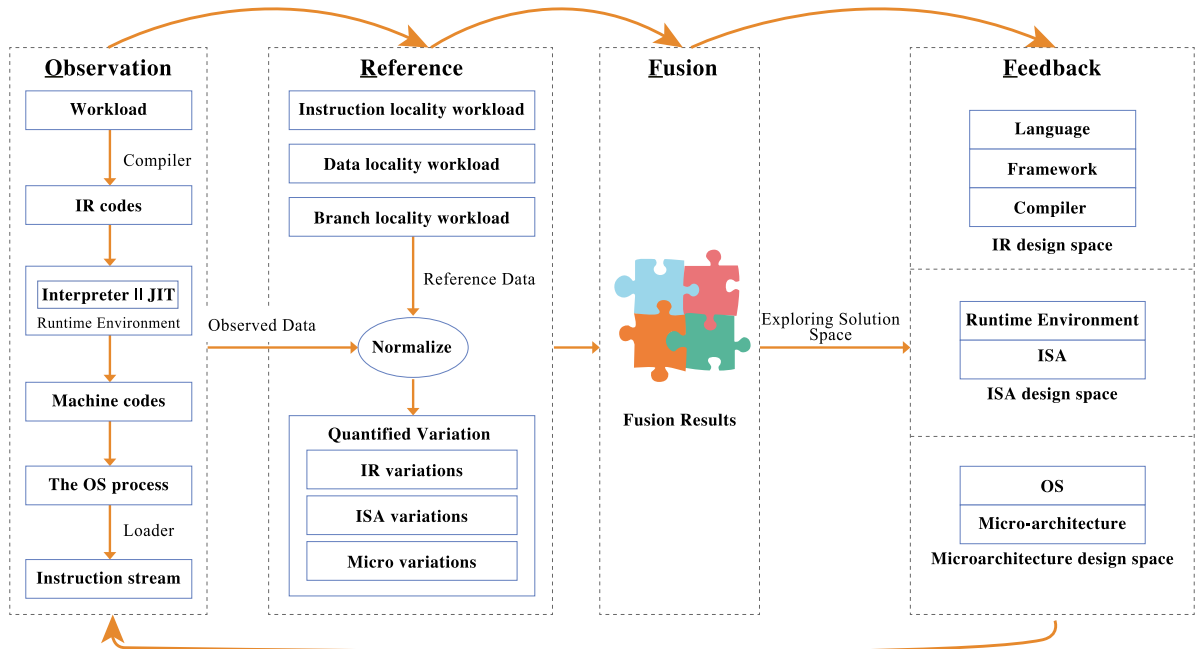 Observation
Workload
Compiler
IR codes
Interpreter II JIT
Runtime Environment
Machine codes
The OS process
Loader
Instruction stream
Observed Data
Reference
Instruction locality workload
Data locality workload
Branch locality workload
Reference Data
Normalize
Quantified Variation
IR variations
ISA variations
Micro variations
Fusion
Fusion Results
Exploring Solution
Space
Feedback
Language
Framework
Compiler
IR design space
Runtime Environment
ISA
ISA design space
OS
Micro-architecture
Microarchitecture design space